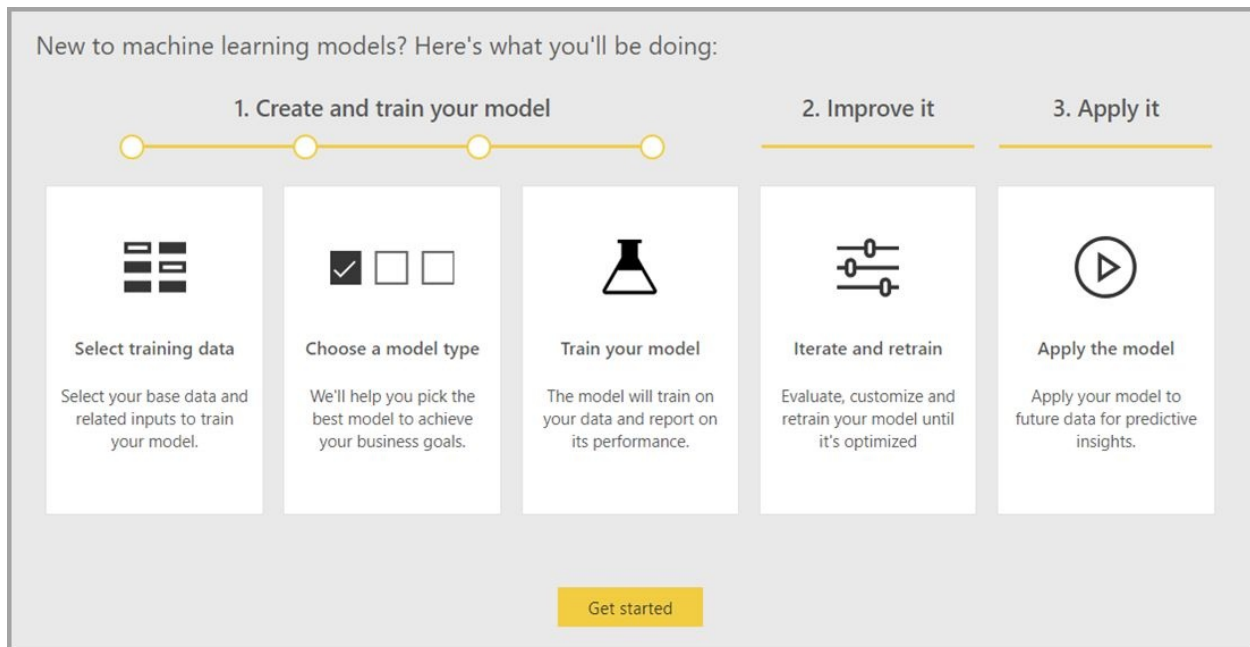 New to machine learning models? Here's what you'll be doing:
1. Create and train your model
2. Improve it
3. Apply it
Select training data
Select your base data and
related inputs to train
your model.
Choose a model type
We'll help you pick the
best model to achieve
your business goals.
Train your model
The model will train on
your data and report on
its performance.
Iterate and retrain
Evaluate, customize and
retrain your model until
it's optimized
Apply the model
Apply your model to
future data for predictive
insights.
Get started